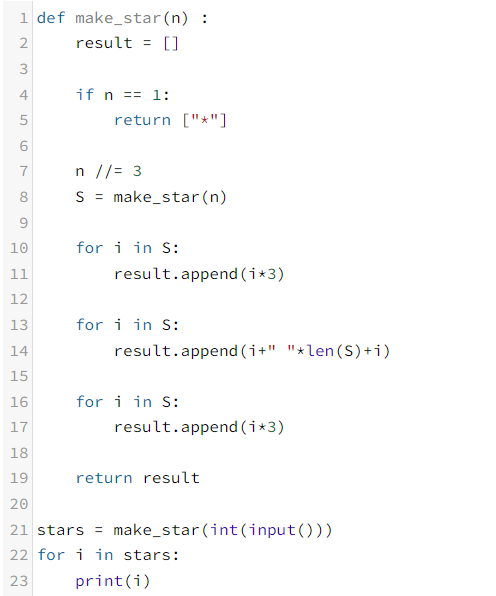 1 def make_star(n) :
2     result = []
3
4     if n == 1:
5         return ["*"]
6
7     n //= 3
8     S = make_star(n)
9
10     for i in S:
11         result.append(i*3)
12
13     for i in S:
14         result.append(i+" "*len(S)+i)
15
16     for i in S:
17         result.append(i*3)
18
19     return result
20
21 stars = make_star(int(input()))
22 for i in stars:
23     print(i)